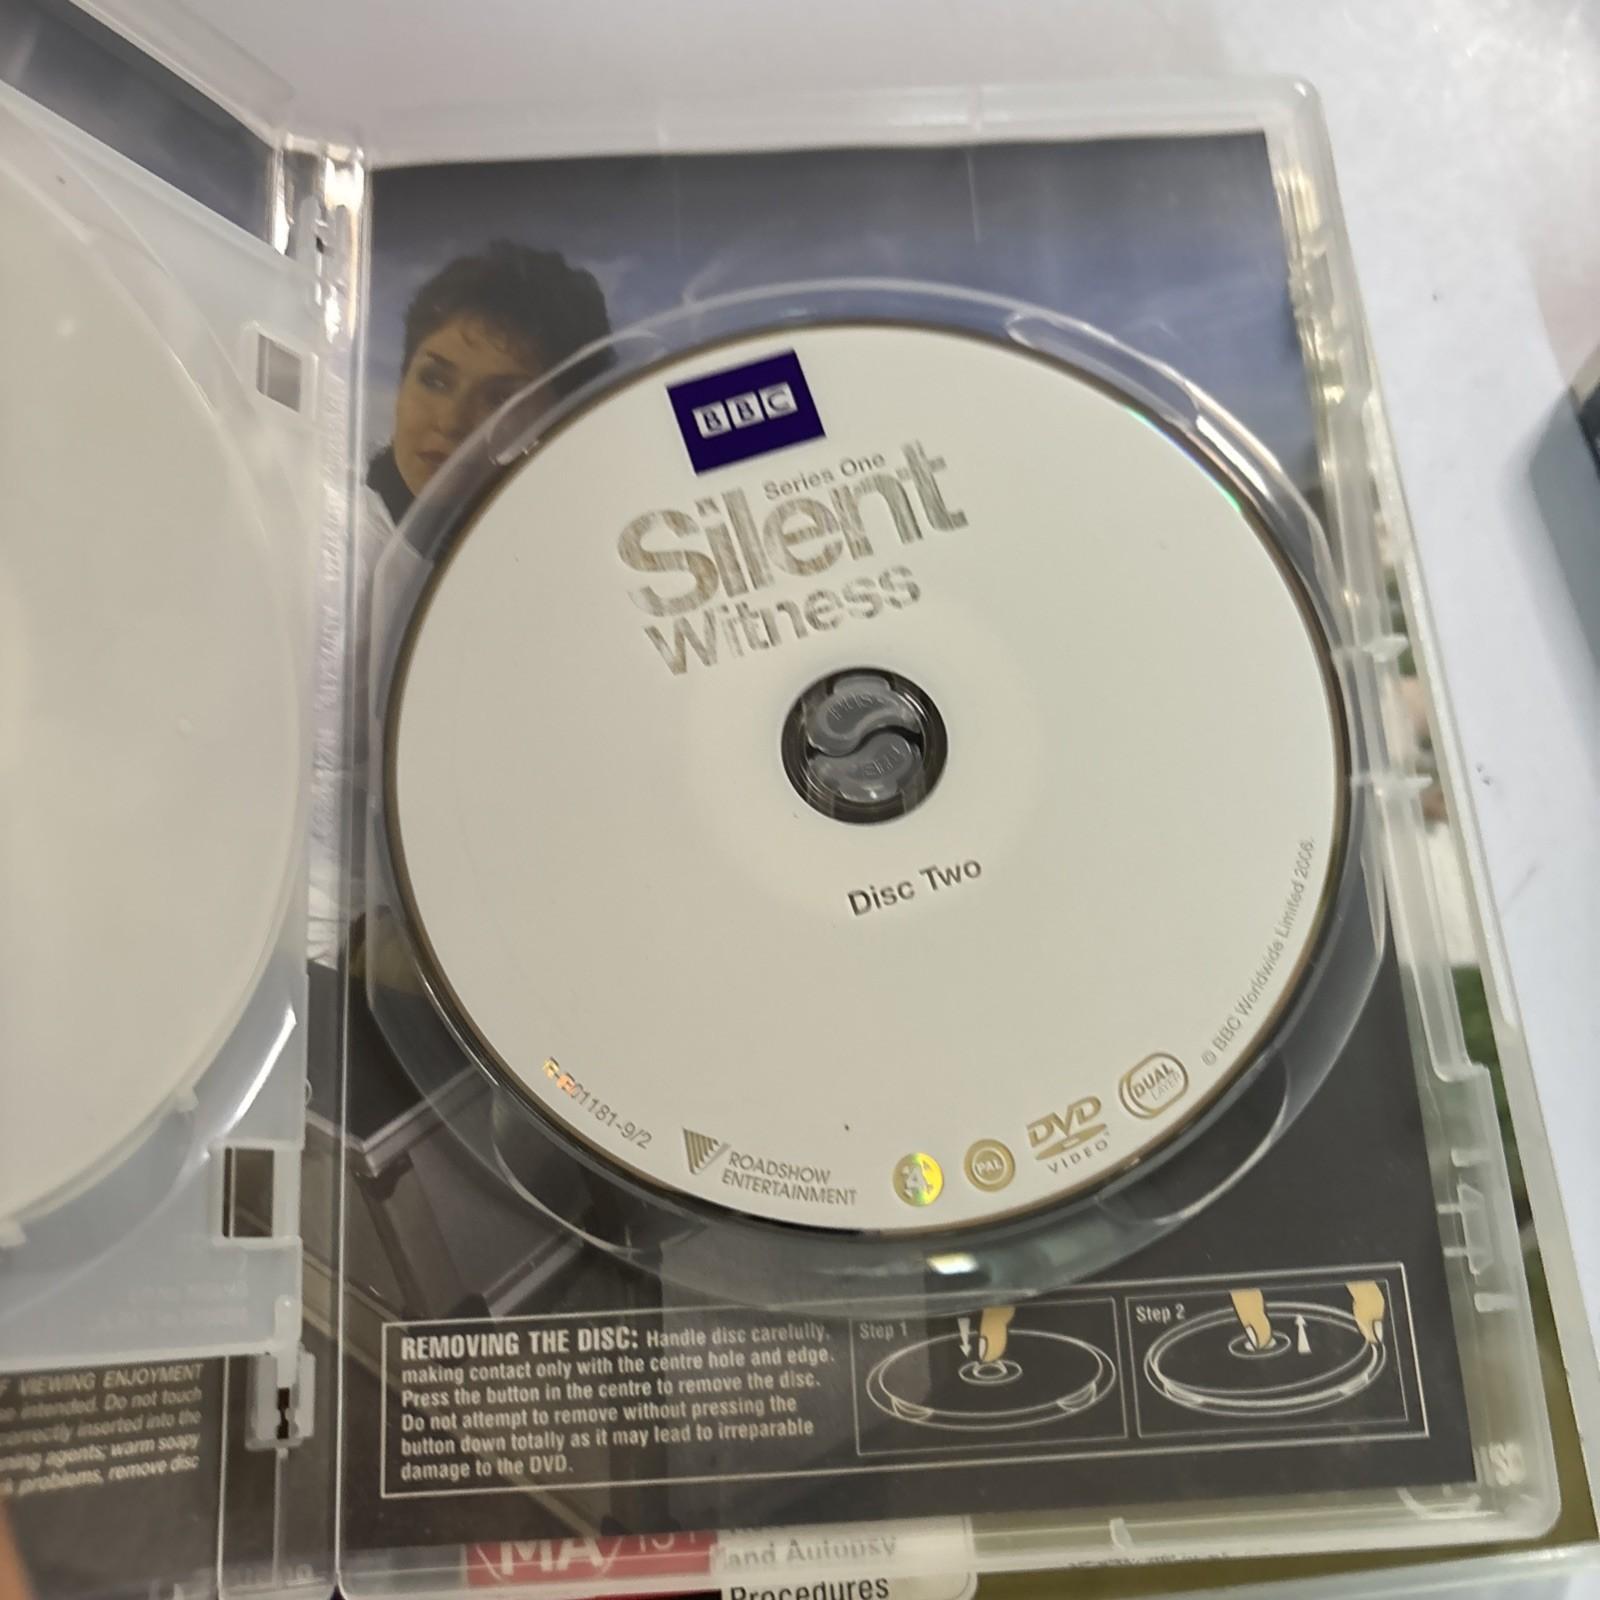 BBC
Series One
Silent
Witness
Disc Two
© BBC Worldwide Limited 2006.
R-E01181-9/2
ROADSHOW
ENTERTAINMENT
4
PAL
DVD
VIDEO
DUAL
LAYER
REMOVING THE DISC: Handle disc carefully,
making contact only with the centre hole and edge.
Press the button in the centre to remove the disc.
Do not attempt to remove without pressing the
button down totally as it may lead to irreparable
damage to the DVD.
Step 1
Step 2
VIEWING ENJOYMENT
intended. Do not touch
correctly inserted into the
agents; warm soapy
problems, remove disc
MA 15+
and Autopsy
Procedures